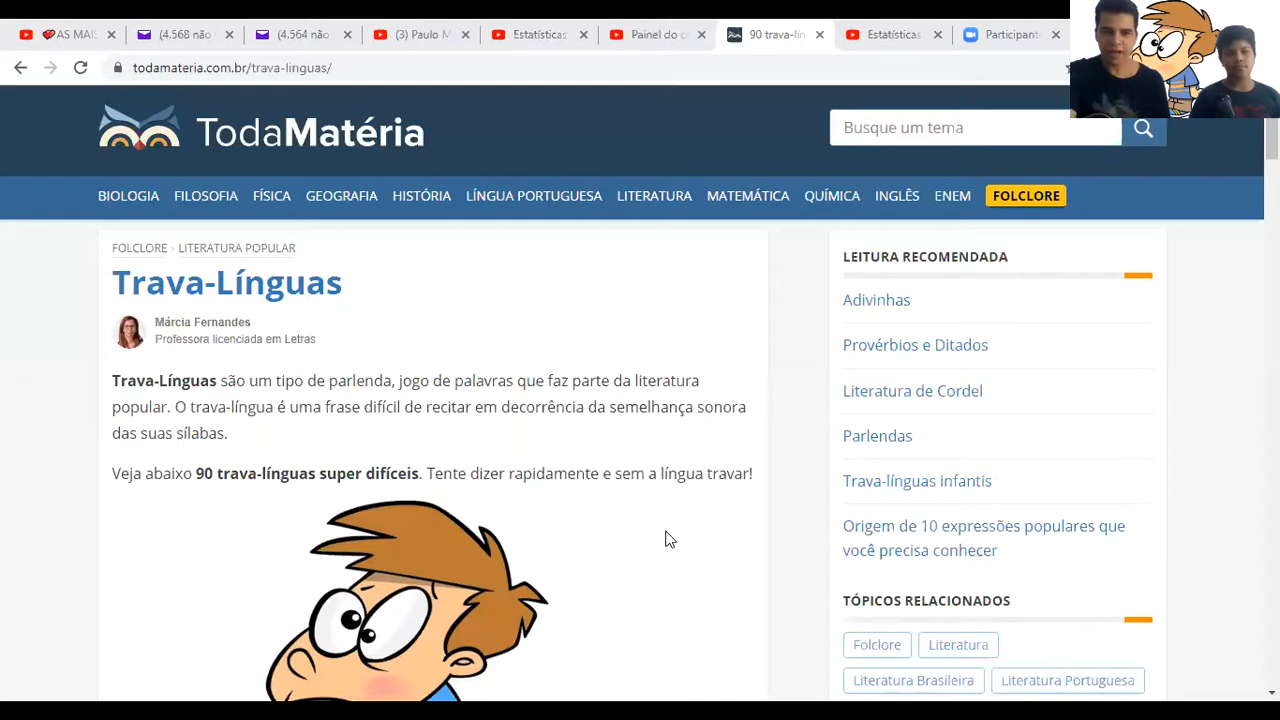 AS MAIS
(4.568 não
(4.564 não
(3) Paulo M
Estatísticas
Painel do c
90 trava-lín
Estatísticas
Participante
todamateria.com.br/trava-linguas/
TodaMatéria
Busque um tema
BIOLOGIA FILOSOFIA FÍSICA GEOGRAFIA HISTÓRIA LÍNGUA PORTUGUESA LITERATURA MATEMÁTICA QUÍMICA INGLÊS ENEM FOLCLORE
FOLCLORE › LITERATURA POPULAR
Trava-Línguas
Márcia Fernandes
Professora licenciada em Letras
Trava-Línguas são um tipo de parlenda, jogo de palavras que faz parte da literatura
popular. O trava-língua é uma frase difícil de recitar em decorrência da semelhança sonora
das suas sílabas.
Veja abaixo 90 trava-línguas super difíceis. Tente dizer rapidamente e sem a língua travar!
LEITURA RECOMENDADA
Adivinhas
Provérbios e Ditados
Literatura de Cordel
Parlendas
Trava-línguas infantis
Origem de 10 expressões populares que
você precisa conhecer
TÓPICOS RELACIONADOS
Folclore
Literatura
Literatura Brasileira
Literatura Portuguesa